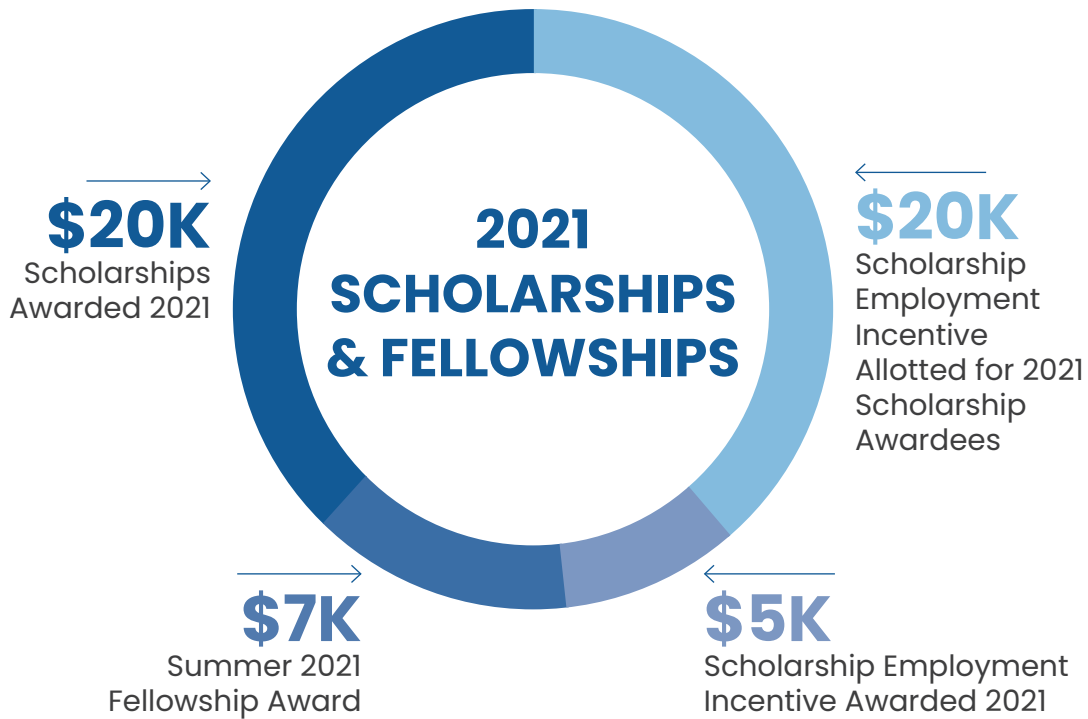 2021
SCHOLARSHIPS
& FELLOWSHIPS
$20K
Scholarships
Awarded 2021
$20K
Scholarship
Employment
Incentive
Allotted for 2021
Scholarship
Awardees
$7K
Summer 2021
Fellowship Award
$5K
Scholarship Employment
Incentive Awarded 2021